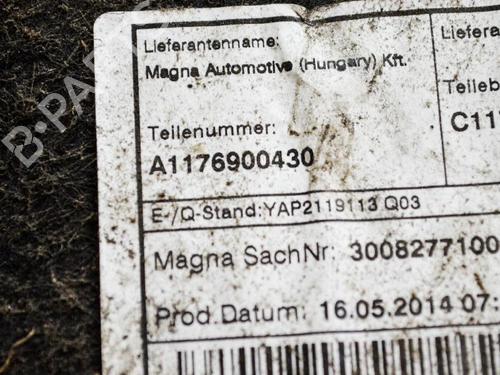 Lieferantenname:
Magna Automotive (Hungary) Kft.
Teilenummer:
A1176900430
E-/Q-Stand:YAP2119113 Q03
Magna SachNr: 3008277100
Prod.Datum: 16.05.2014 07:
Liefera
Teileb
C11
B-PARTS